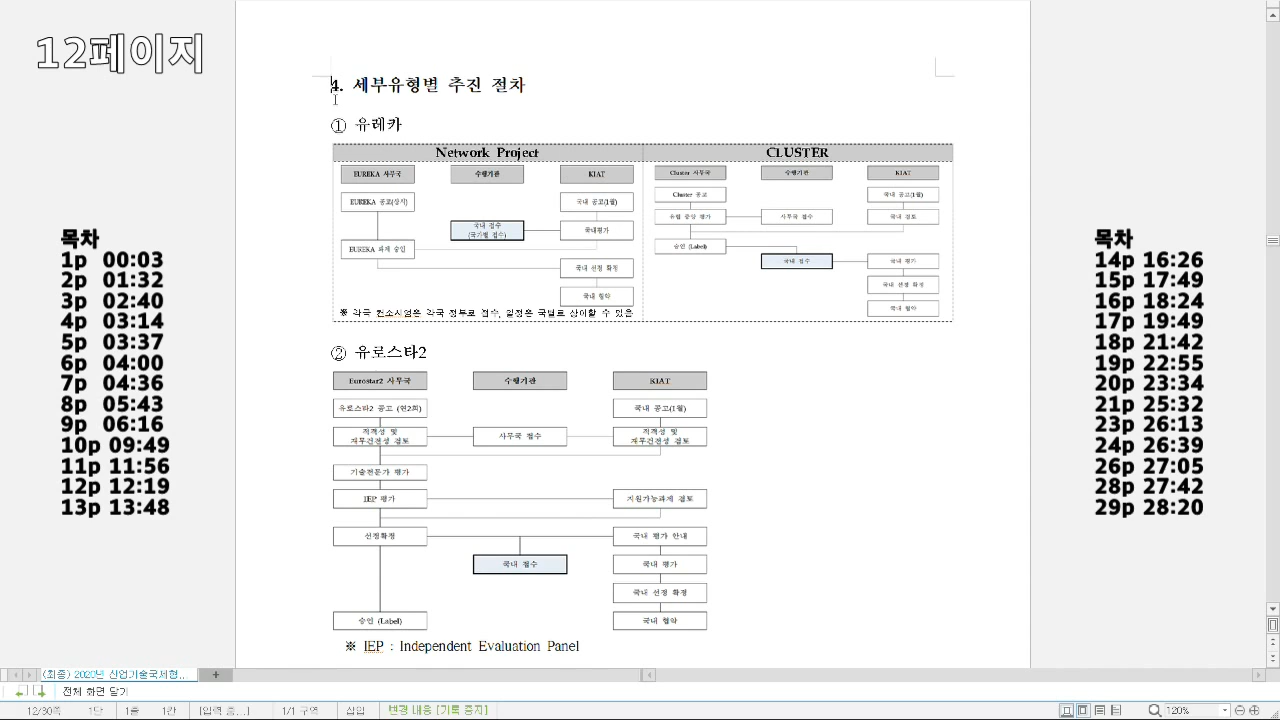 12페이지
4. 세부유형별 추진 절차
① 유레카
Network Project
CLUSTER
EUREKA 사무국
수행기관
KIAT
Cluster 사무국
수행기관
KIAT
EUREKA 공고(상시)
국내 공고(1월)
Cluster 공고
국내 공고(1월)
국내 접수
(국가별 접수)
국내평가
유럽 중앙 평가
사무국 접수
국내 검토
EUREKA 과제 승인
승인 (Label)
국내 선정 확정
국내 접수
국내 평가
국내 선정 확정
국내 협약
국내 협약
※ 각국 컨소시엄은 각국 정부로 접수, 일정은 국별로 상이할 수 있음
② 유로스타2
Eurostar2 사무국
수행기관
KIAT
유로스타2 공고 (연2회)
국내 공고(1월)
적격성 및
재무건전성 검토
사무국 접수
적격성 및
재무건전성 검토
기술전문가 평가
IEP 평가
지원가능과제 검토
선정확정
국내 평가 안내
국내 접수
국내 평가
국내 선정 확정
승인 (Label)
국내 협약
※ IEP : Independent Evaluation Panel
목차
1p 00:03
2p 01:32
3p 02:40
4p 03:14
5p 03:37
6p 04:00
7p 04:36
8p 05:43
9p 06:16
10p 09:49
11p 11:56
12p 12:19
13p 13:48
목차
14p 16:26
15p 17:49
16p 18:24
17p 19:49
18p 21:42
19p 22:55
20p 23:34
21p 25:32
23p 26:13
24p 26:39
26p 27:05
28p 27:42
29p 28:20
(최종) 2020년 산업기술국제협...
전체 화면 닫기
12/30쪽 1단 1줄 1칸 [입력 중...] 1/1 구역 삽입 변경 내용 [기록 중지] 120%